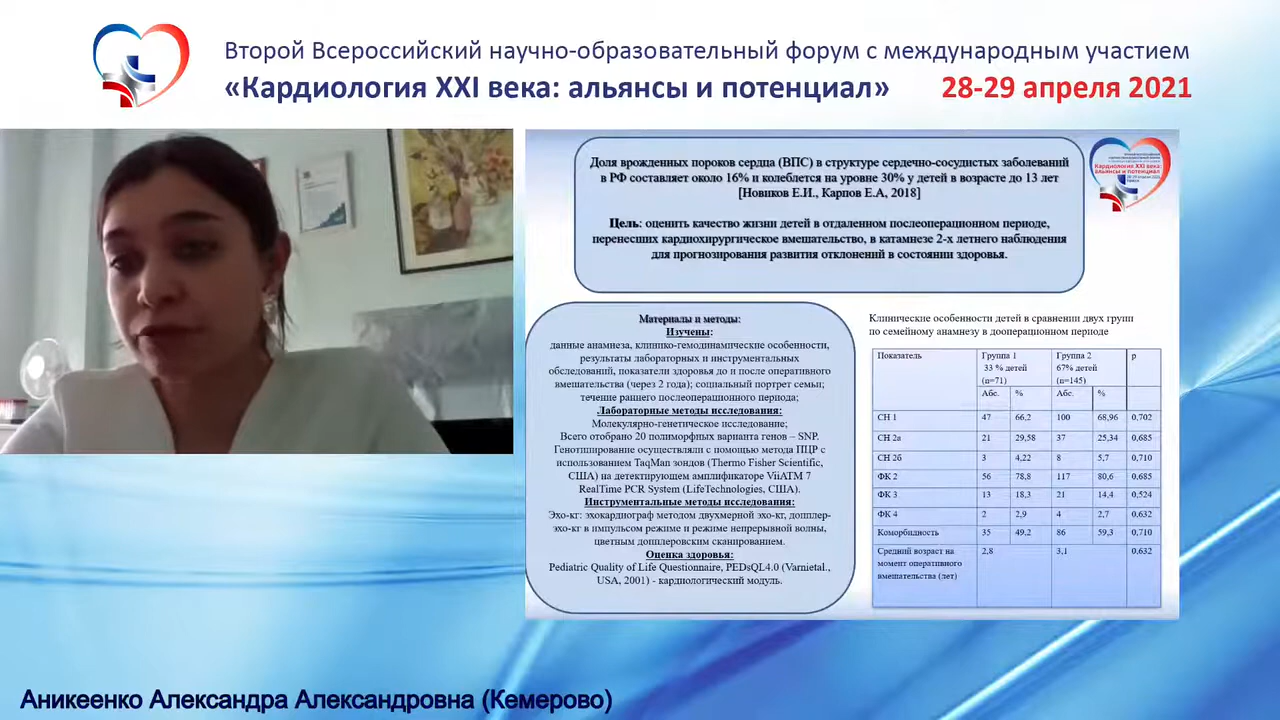 Второй Всероссийский научно-образовательный форум с международным участием
«Кардиология XXI века: альянсы и потенциал» 28-29 апреля 2021
Доля врожденных пороков сердца (ВПС) в структуре сердечно-сосудистых заболеваний
в РФ составляет около 16% и колеблется на уровне 30% у детей в возрасте до 13 лет
[Новиков Е.И., Карпов Е.А, 2018]
Цель: оценить качество жизни детей в отдаленном послеоперационном периоде,
перенесших кардиохирургическое вмешательство, в катамнезе 2-х летнего наблюдения
для прогнозирования развития отклонений в состоянии здоровья.
Кардиология XXI века:
альянсы и потенциал
Материалы и методы:
Изучены:
данные анамнеза, клинико-гемодинамические особенности,
результаты лабораторных и инструментальных
обследований, показатели здоровья до и после оперативного
вмешательства (через 2 года); социальный портрет семьи;
течение раннего послеоперационного периода;
Лабораторные методы исследования:
Молекулярно-генетическое исследование;
Всего отобрано 20 полиморфных варианта генов – SNP.
Генотипирование осуществляли с помощью метода ПЦР с
использованием TaqMan зондов (Thermo Fisher Scientific,
США) на детектирующем амплификаторе ViiATM 7
RealTime PCR System (LifeTechnologies, США).
Инструментальные методы исследования:
Эхо-кг: эхокардиограф методом двухмерной эхо-кг, допплер-
эхо-кг в импульсом режиме и режиме непрерывной волны,
цветным допплеровским сканированием.
Оценка здоровья:
Pediatric Quality of Life Questionnaire, PEDsQL4.0 (Varnietal.,
USA, 2001) - кардиологический модуль.
Клинические особенности детей в сравнении двух групп
по семейному анамнезу в дооперационном периоде
Показатель Группа 1 Группа 2 p
33 % детей 67% детей
(n=71) (n=145)
Абс. % Абс. %
СН 1 47 66,2 100 68,96 0,702
СН 2а 21 29,58 37 25,34 0,685
СН 2б 3 4,22 8 5,7 0,710
ФК 2 56 78,8 117 80,6 0,685
ФК 3 13 18,3 21 14,4 0,524
ФК 4 2 2,9 4 2,7 0,632
Коморбидность 35 49,2 86 59,3 0,710
Средний возраст на 2,8 3,1 0,632
момент оперативного
вмешательства (лет)
Аникеенко Александра Александровна (Кемерово)